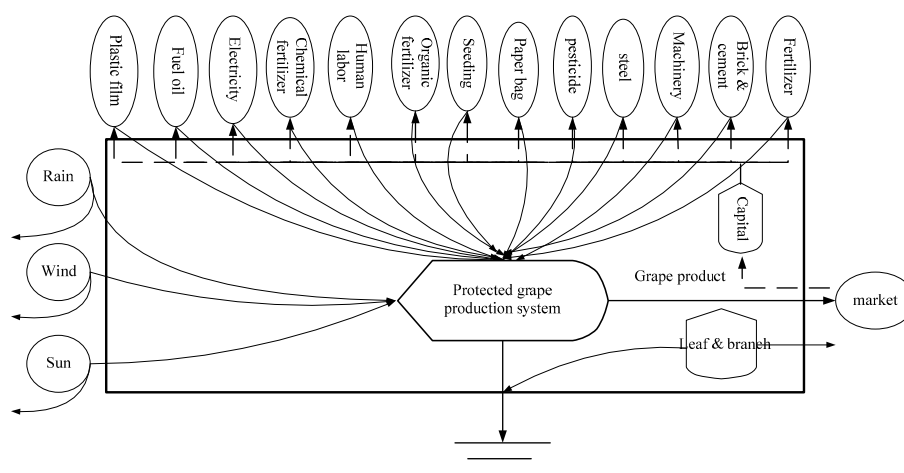 Plastic film
Fuel oil
Electricity
Chemical
fertilizer
Human
labor
Organic
fertilizer
Seeding
Paper bag
pesticide
steel
Machinery
Brick &
cement
Fertilizer
Rain
Capital
Wind
Grape product
Protected grape
production system
market
Leaf & branch
Sun